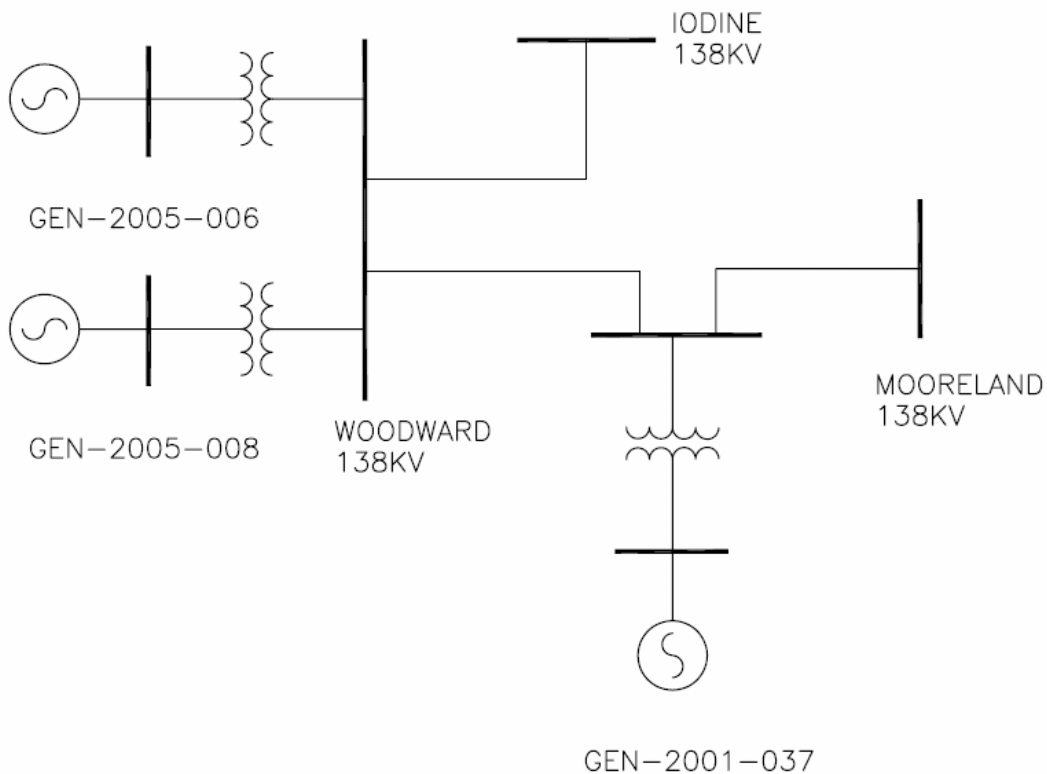 IODINE
138KV
GEN-2005-006
GEN-2005-008
WOODWARD
138KV
MOORELAND
138KV
GEN-2001-037